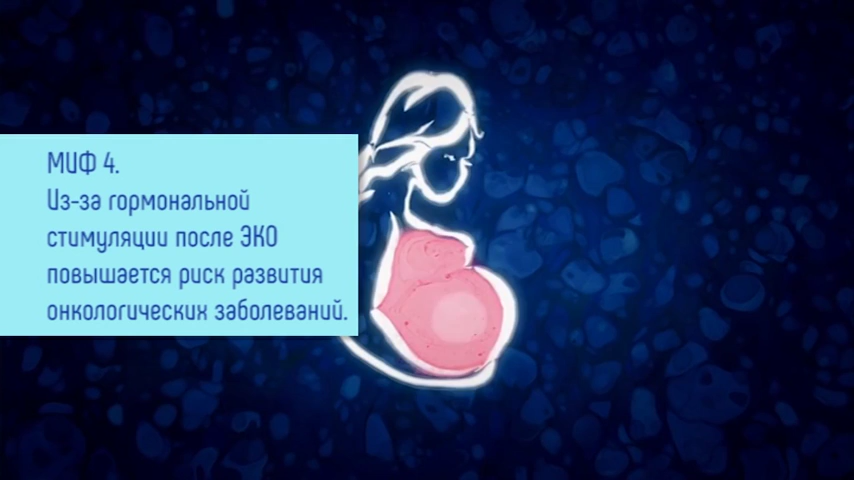 МИФ 4.
Из-за гормональной
стимуляции после ЭКО
повышается риск развития
онкологических заболеваний.